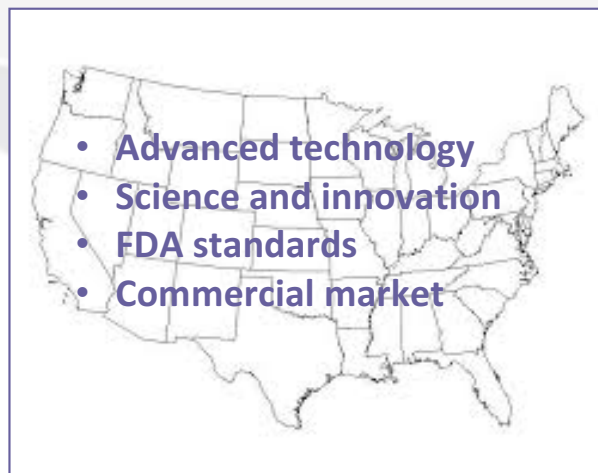 • Advanced technology
• Science and innovation
• FDA standards
• Commercial market